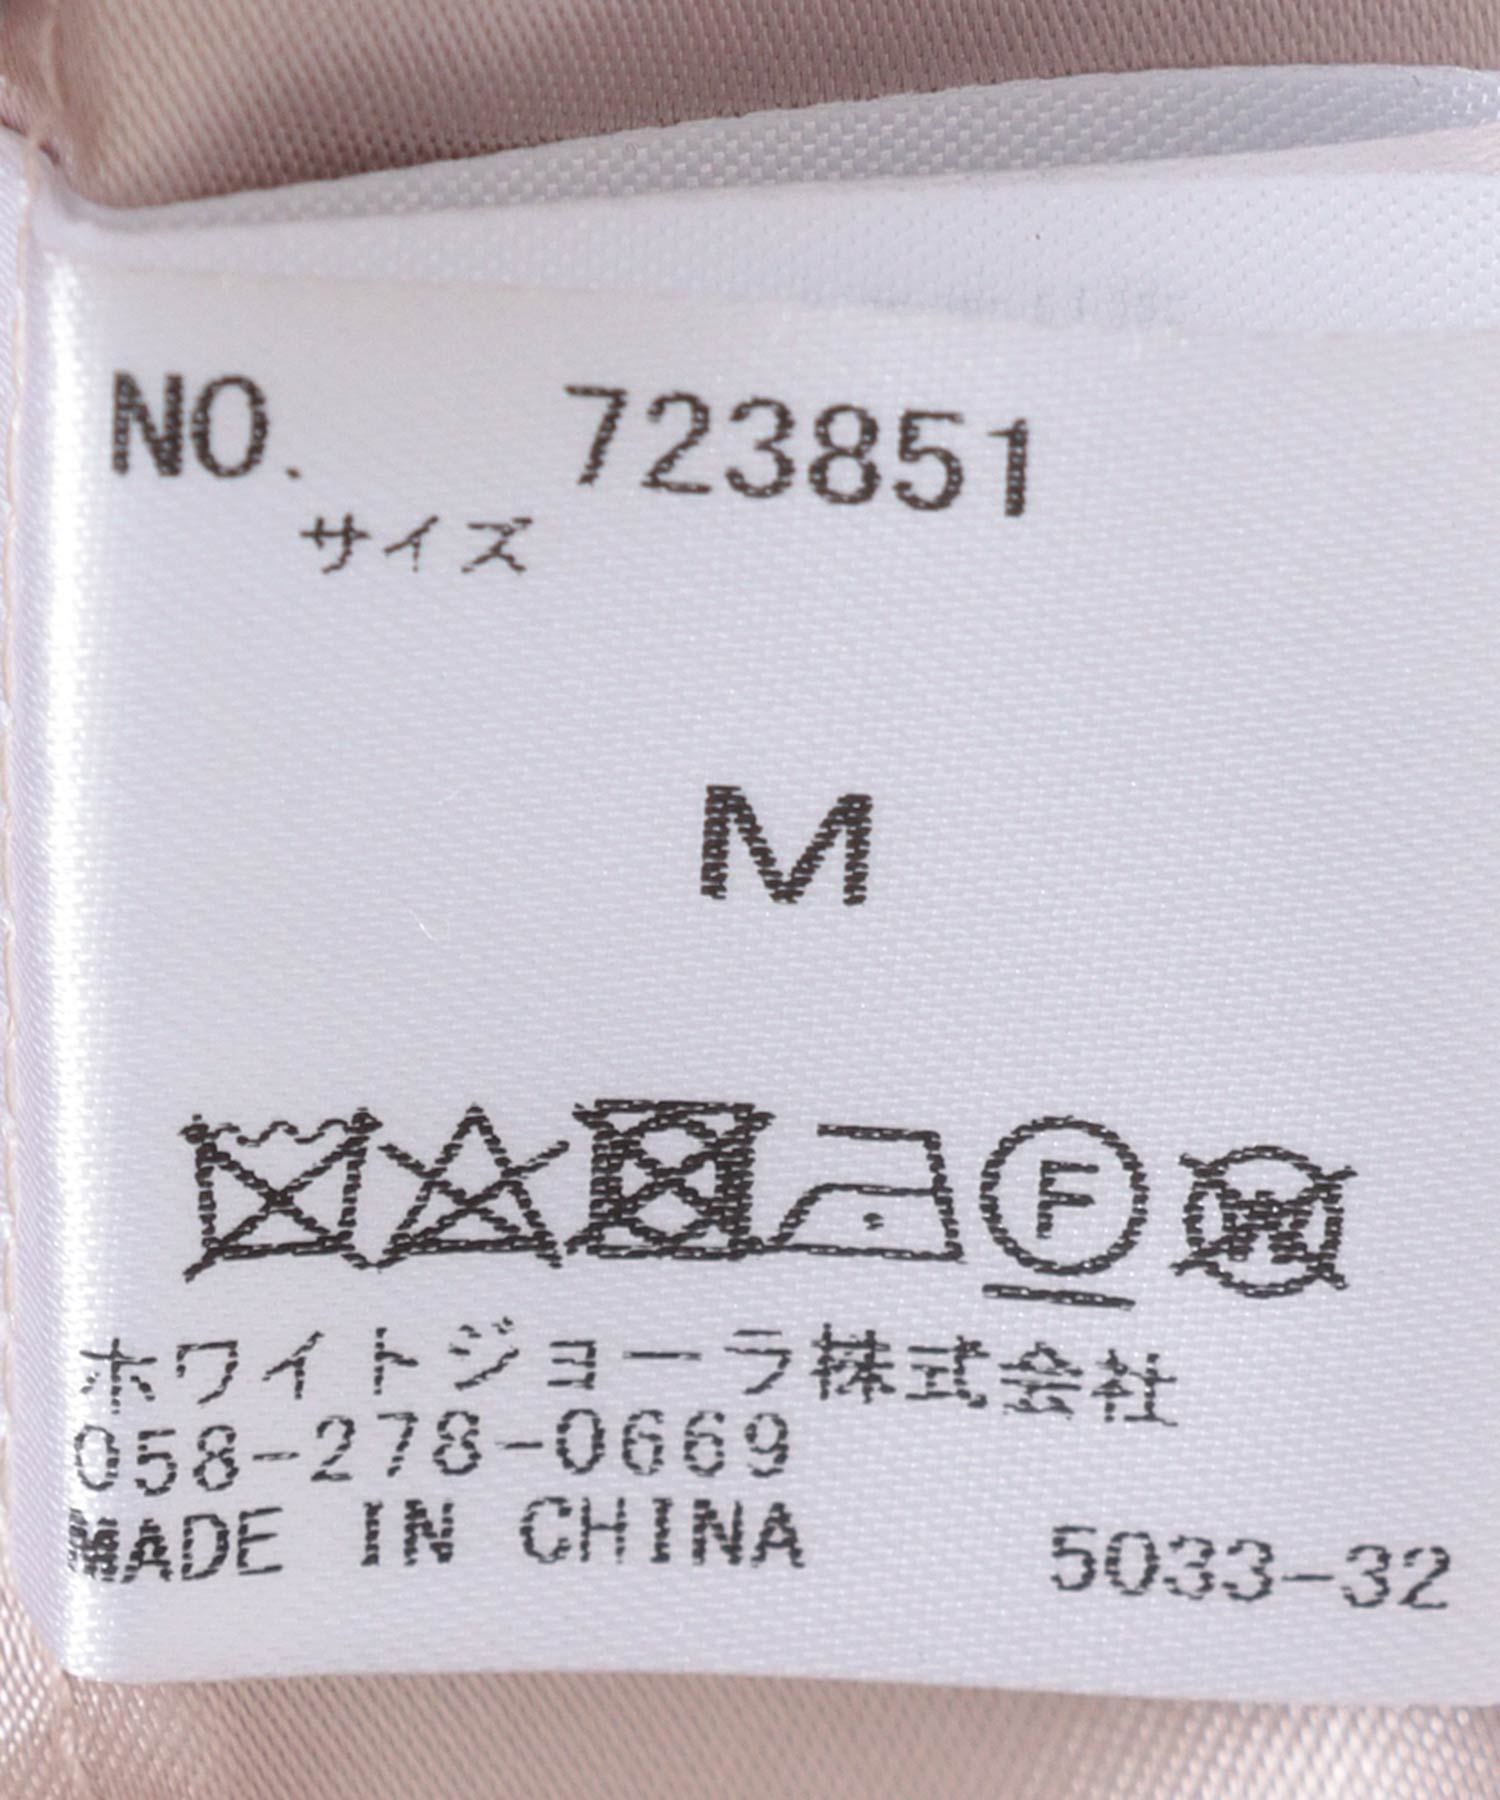 NO. 723851
サイズ
M
F
W
ホワイトジョーラ株式会社
058-278-0669
MADE IN CHINA 5033-32